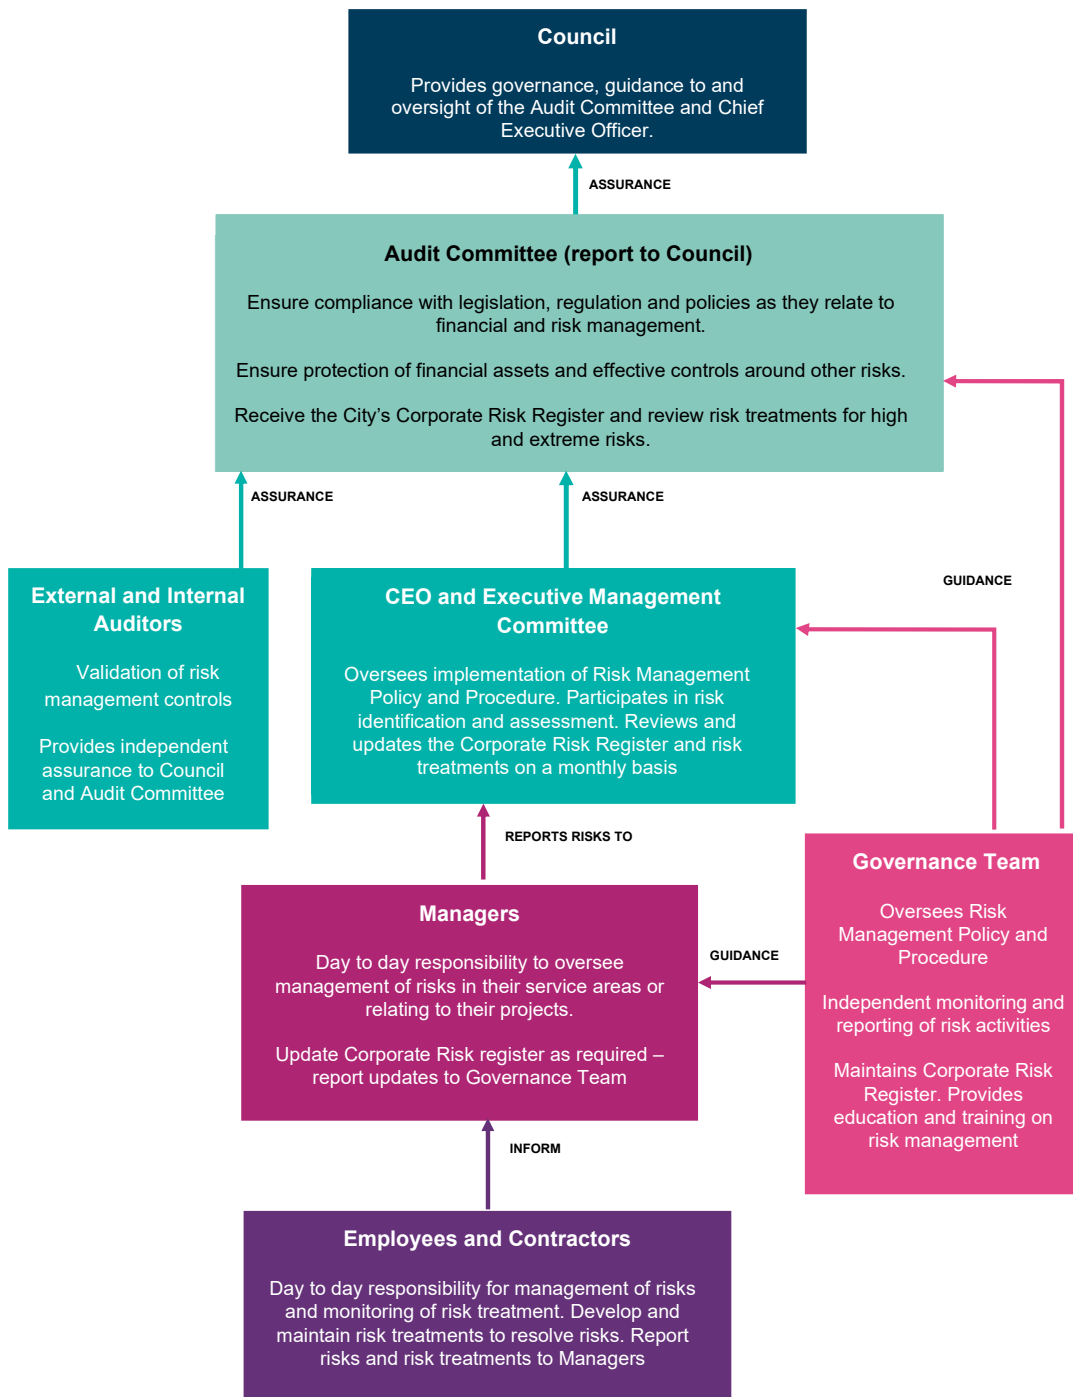 Council
Provides governance, guidance to and
oversight of the Audit Committee and Chief
Executive Officer.
ASSURANCE
Audit Committee (report to Council)
Ensure compliance with legislation, regulation and policies as they relate to
financial and risk management.
Ensure protection of financial assets and effective controls around other risks.
Receive the City’s Corporate Risk Register and review risk treatments for high
and extreme risks.
ASSURANCE
ASSURANCE
GUIDANCE
External and Internal
Auditors
Validation of risk
management controls
Provides independent
assurance to Council
and Audit Committee
CEO and Executive Management
Committee
Oversees implementation of Risk Management
Policy and Procedure. Participates in risk
identification and assessment. Reviews and
updates the Corporate Risk Register and risk
treatments on a monthly basis
REPORTS RISKS TO
Managers
Day to day responsibility to oversee
management of risks in their service areas or
relating to their projects.
Update Corporate Risk register as required –
report updates to Governance Team
GUIDANCE
Governance Team
Oversees Risk
Management Policy and
Procedure
Independent monitoring and
reporting of risk activities
Maintains Corporate Risk
Register. Provides
education and training on
risk management
INFORM
Employees and Contractors
Day to day responsibility for management of risks
and monitoring of risk treatment. Develop and
maintain risk treatments to resolve risks. Report
risks and risk treatments to Managers